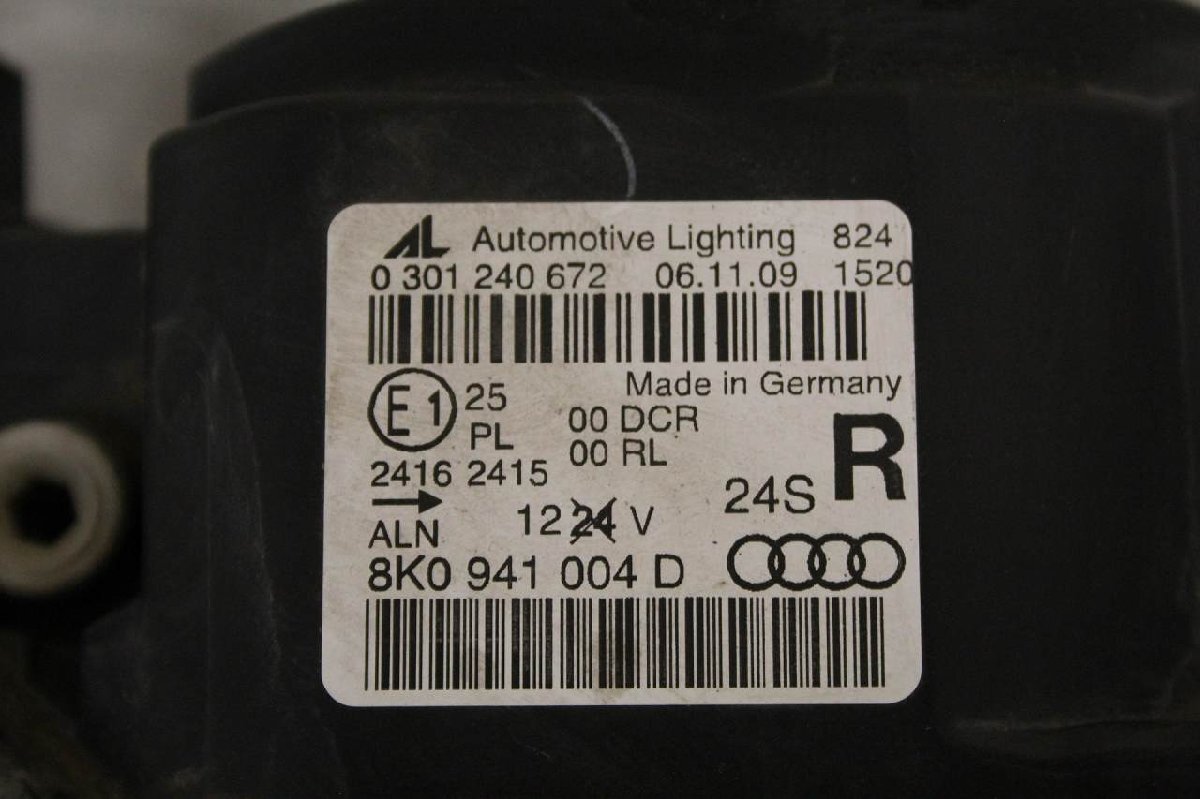 AL Automotive Lighting 824
0 301 240 672 06.11.09 1520
Made in Germany
E1 25 00 DCR R
PL 00 RL
2416 2415
24S
12 24 V
ALN
8K0 941 004 D